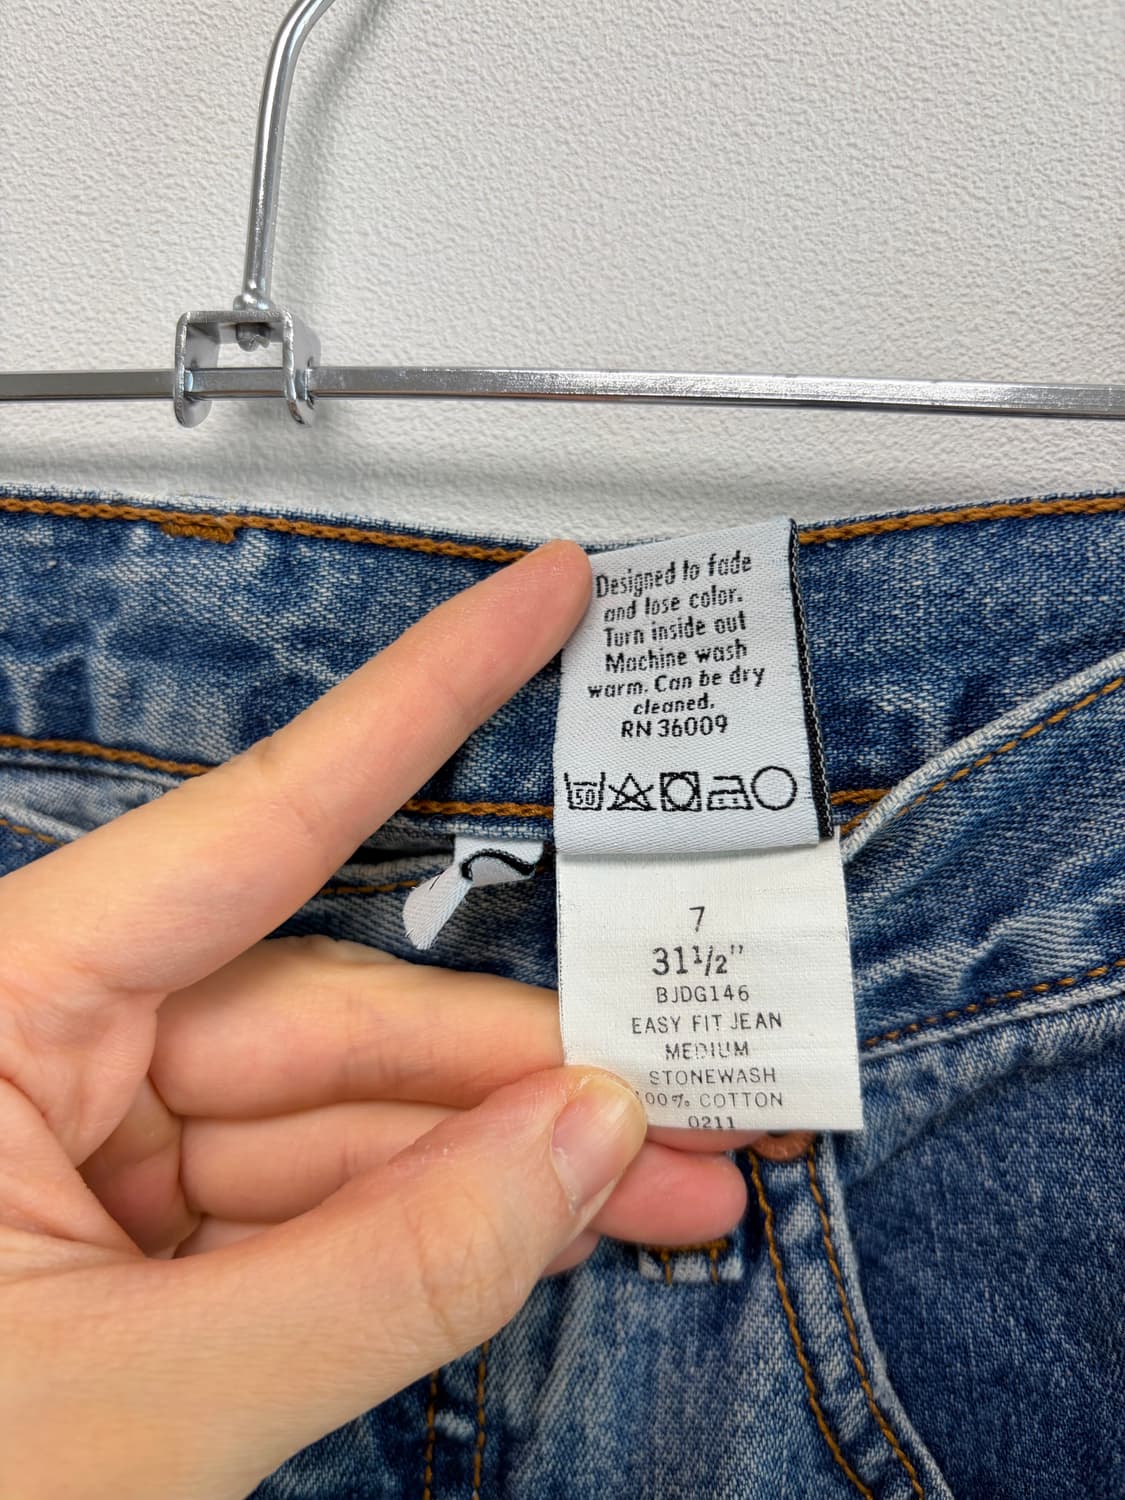 Designed to fade
and lose color.
Turn inside out
Machine wash
warm. Can be dry
cleaned.
RN 36009
50
7
31½"
BJDG146
EASY FIT JEAN
MEDIUM
STONEWASH
100% COTTON
0211